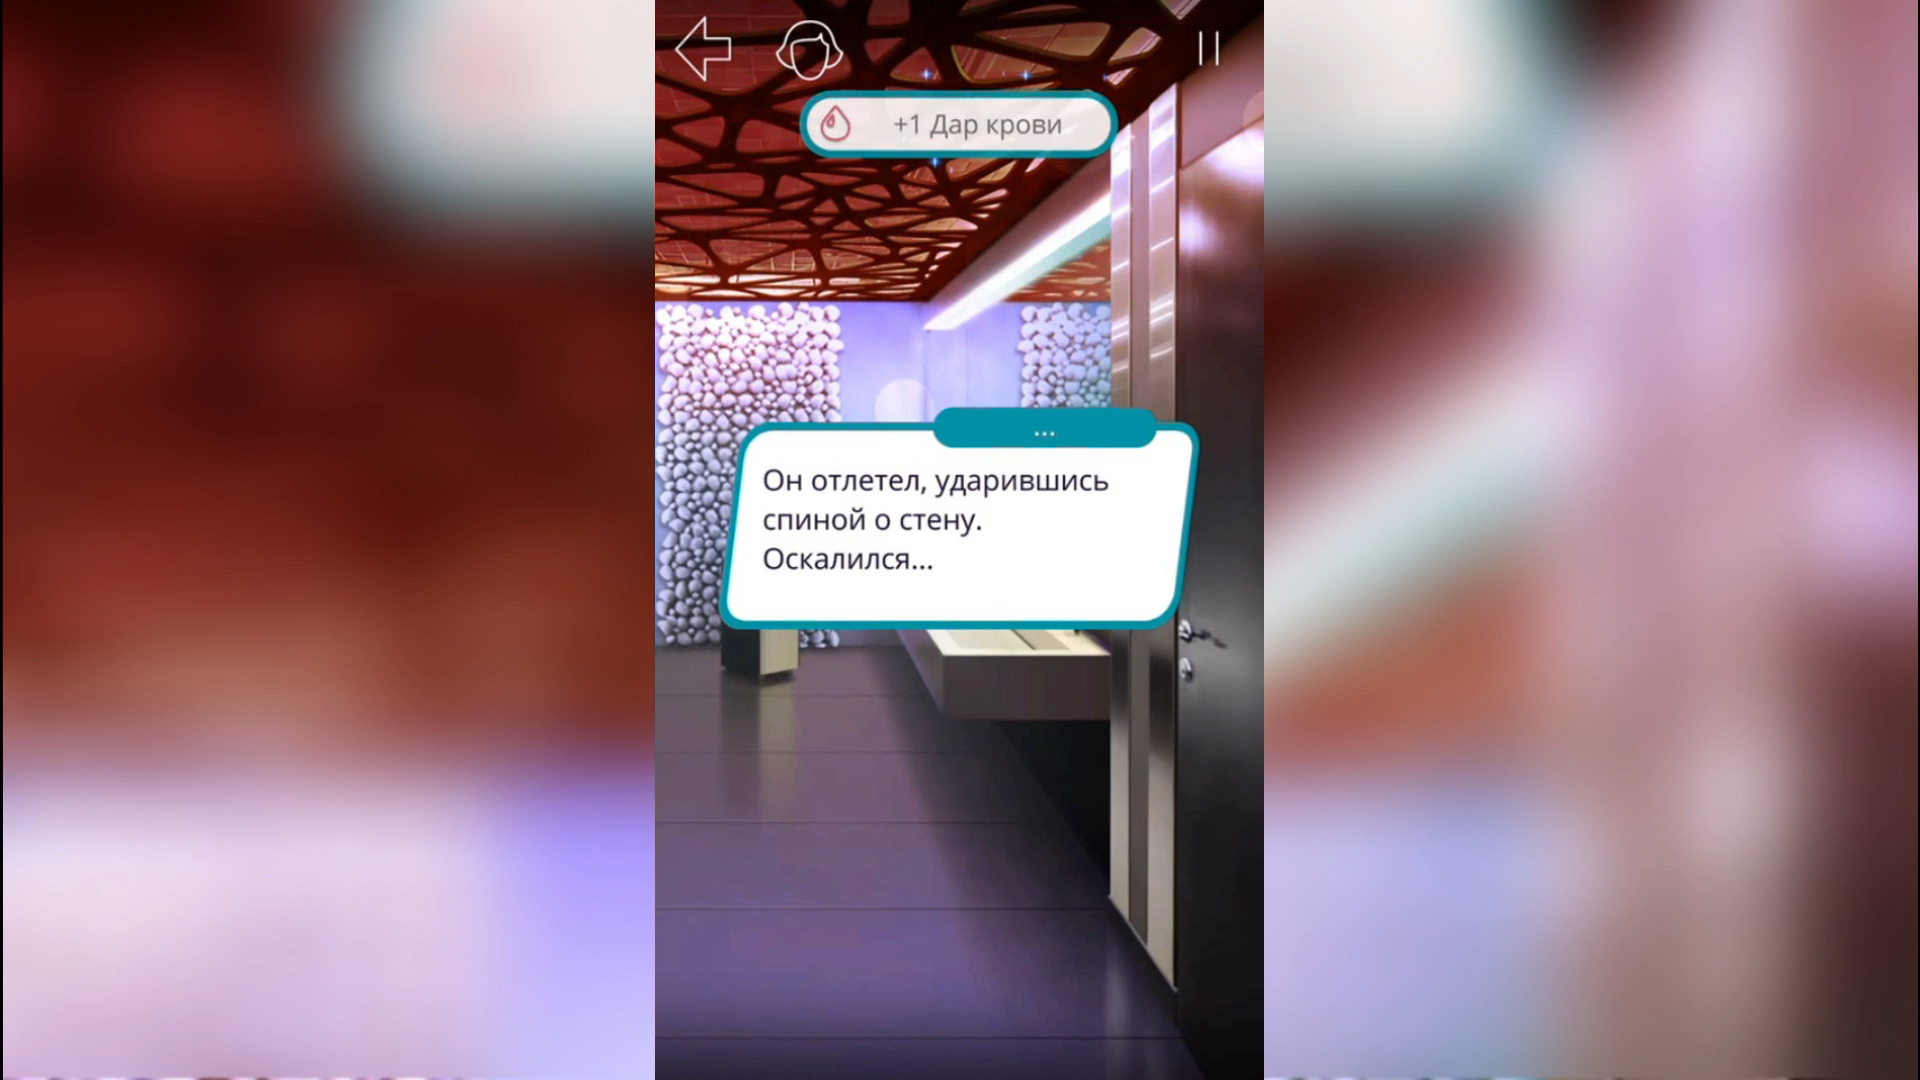 +1 Дар крови
...
Он отлетел, ударившись
спиной о стену.
Оскалился...